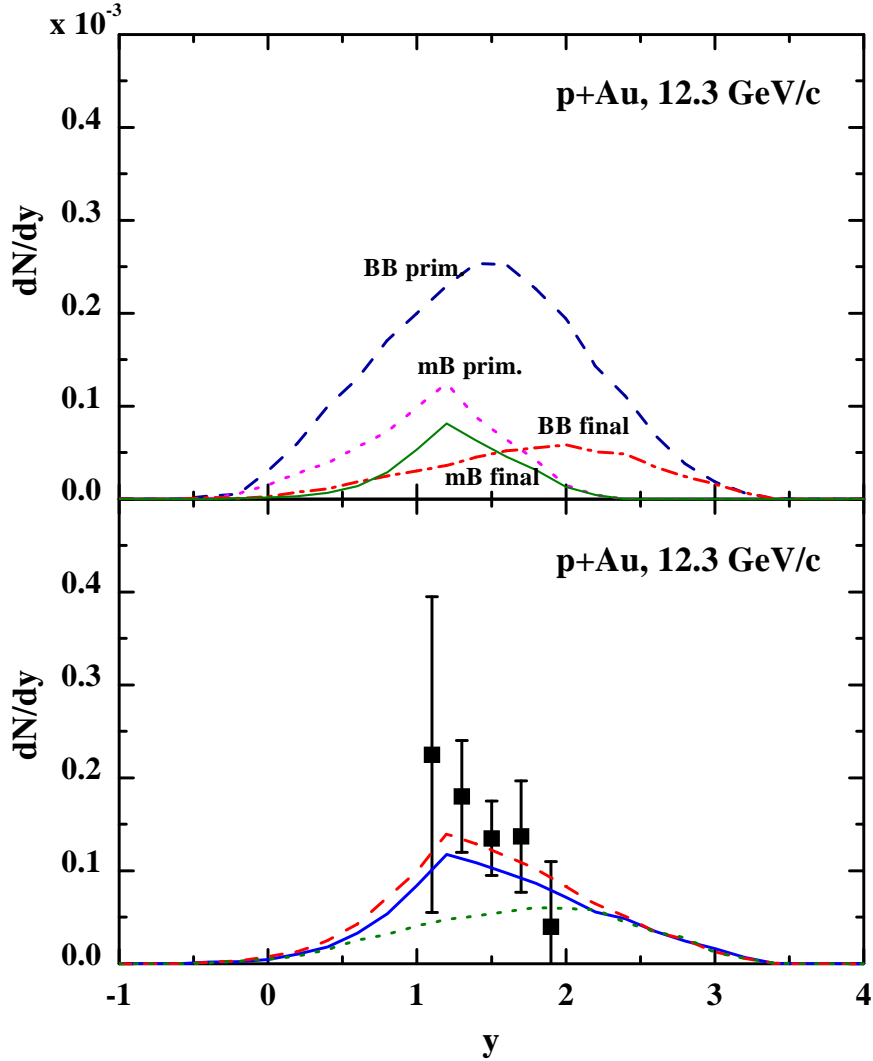 x 10^-3
p+Au, 12.3 GeV/c
0.4
0.3
dN/dy
BB prim.
0.2
mB prim.
0.1
BB final
mB final
0.0
p+Au, 12.3 GeV/c
0.4
0.3
dN/dy
0.2
0.1
0.0
-1 0 1 2 3 4
y